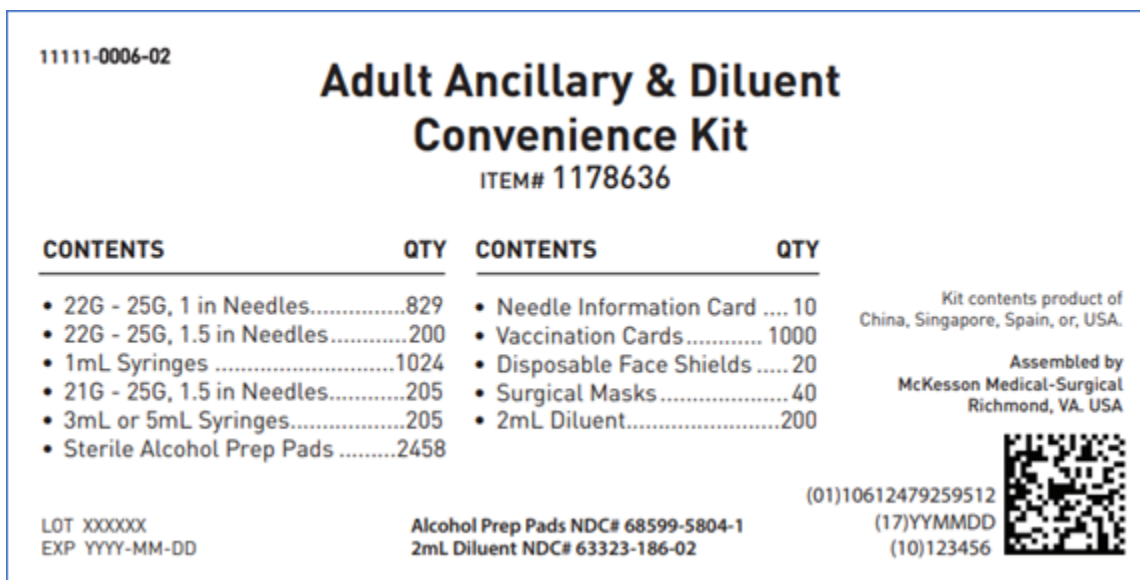 11111-0006-02
Adult Ancillary & Diluent
Convenience Kit
ITEM# 1178636
CONTENTS QTY
• 22G - 25G, 1 in Needles...............829
• 22G - 25G, 1.5 in Needles............200
• 1mL Syringes ............................1024
• 21G - 25G, 1.5 in Needles............205
• 3mL or 5mL Syringes..................205
• Sterile Alcohol Prep Pads .........2458
CONTENTS QTY
• Needle Information Card .... 10
• Vaccination Cards............ 1000
• Disposable Face Shields ..... 20
• Surgical Masks.................... 40
• 2mL Diluent........................200
Kit contents product of
China, Singapore, Spain, or, USA.
Assembled by
McKesson Medical-Surgical
Richmond, VA. USA
LOT XXXXXX
EXP YYYY-MM-DD
Alcohol Prep Pads NDC# 68599-5804-1
2mL Diluent NDC# 63323-186-02
(01)10612479259512
(17)YYMMDD
(10)123456